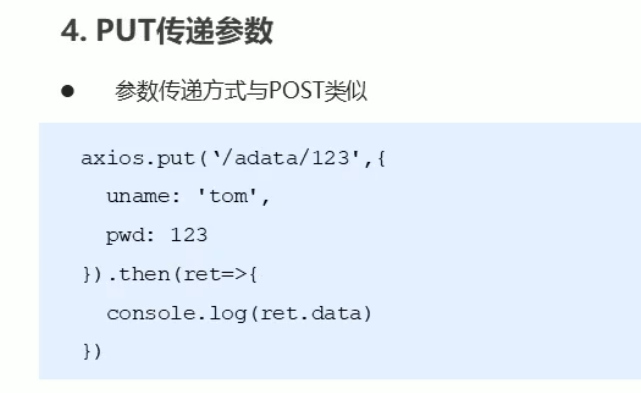 4. PUT传递参数
● 参数传递方式与POST类似
axios.put(‘/adata/123',{
uname: 'tom',
pwd: 123
}).then(ret=>{
console.log(ret.data)
})